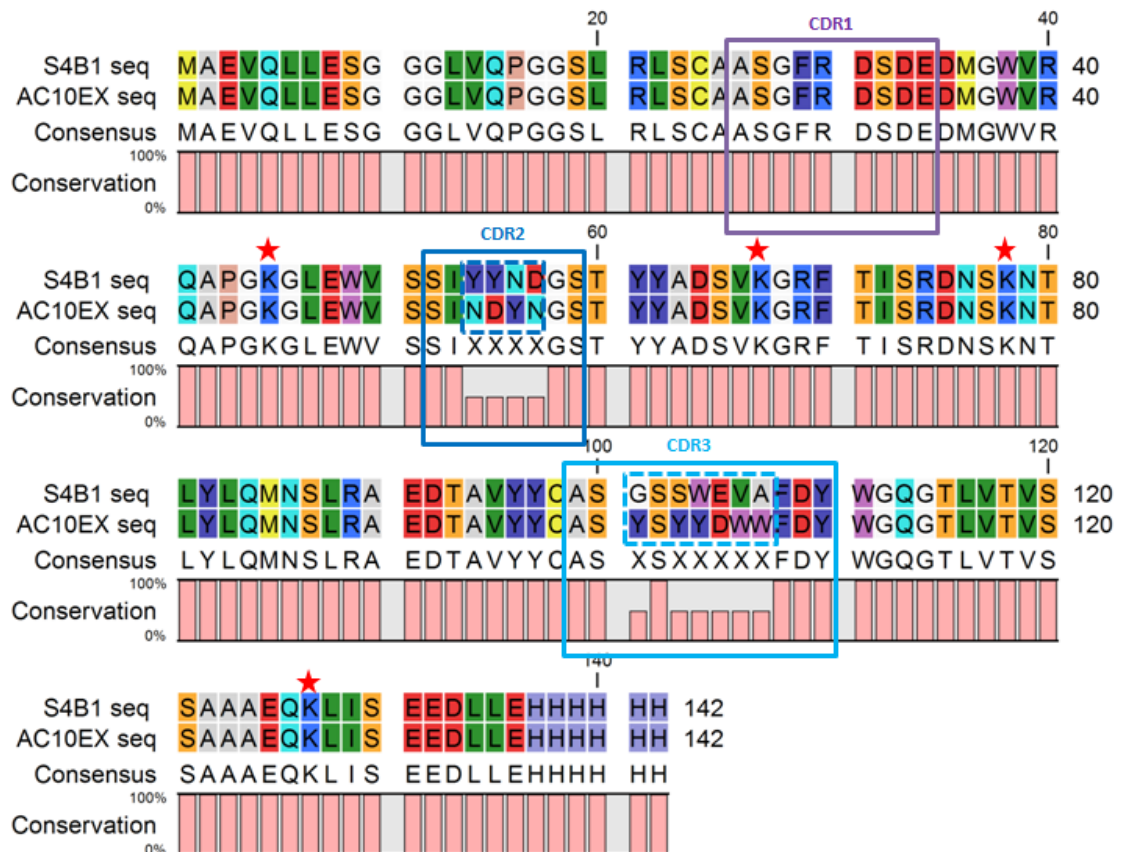 CDR1
20 40
S4B1 seq MAEVQLLESG GGLVQPGGSL RLSCAASGFR DSDEDMGWVR 40
AC10EX seq MAEVQLLESG GGLVQPGGSL RLSCAASGFR DSDEDMGWVR 40
Consensus MAEVQLLESG GGLVQPGGSL RLSCAASGFR DSDEDMGWVR
100%
Conservation
0%
CDR2 60 80
S4B1 seq QAPGKGLEWV SSIYYNDGST YYADSVKGRF TISRDNSKNT 80
AC10EX seq QAPGKGLEWV SSINDYNGST YYADSVKGRF TISRDNSKNT 80
Consensus QAPGKGLEWV SSIXXXXGST YYADSVKGRF TISRDNSKNT
100%
Conservation
0%
100 CDR3 120
S4B1 seq LYLQMNSLRA EDTAVYYCAS GSSWEVAFDY WGQGTLVTVS 120
AC10EX seq LYLQMNSLRA EDTAVYYCAS YSYYDWWFDY WGQGTLVTVS 120
Consensus LYLQMNSLRA EDTAVYYCAS XSXXXXXFDY WGQGTLVTVS
100%
Conservation
0%
140
S4B1 seq SAAAEQKLIS EEDLLEHHHH HH 142
AC10EX seq SAAAEQKLIS EEDLLEHHHH HH 142
Consensus SAAAEQKLIS EEDLLEHHHH HH
100%
Conservation
0%